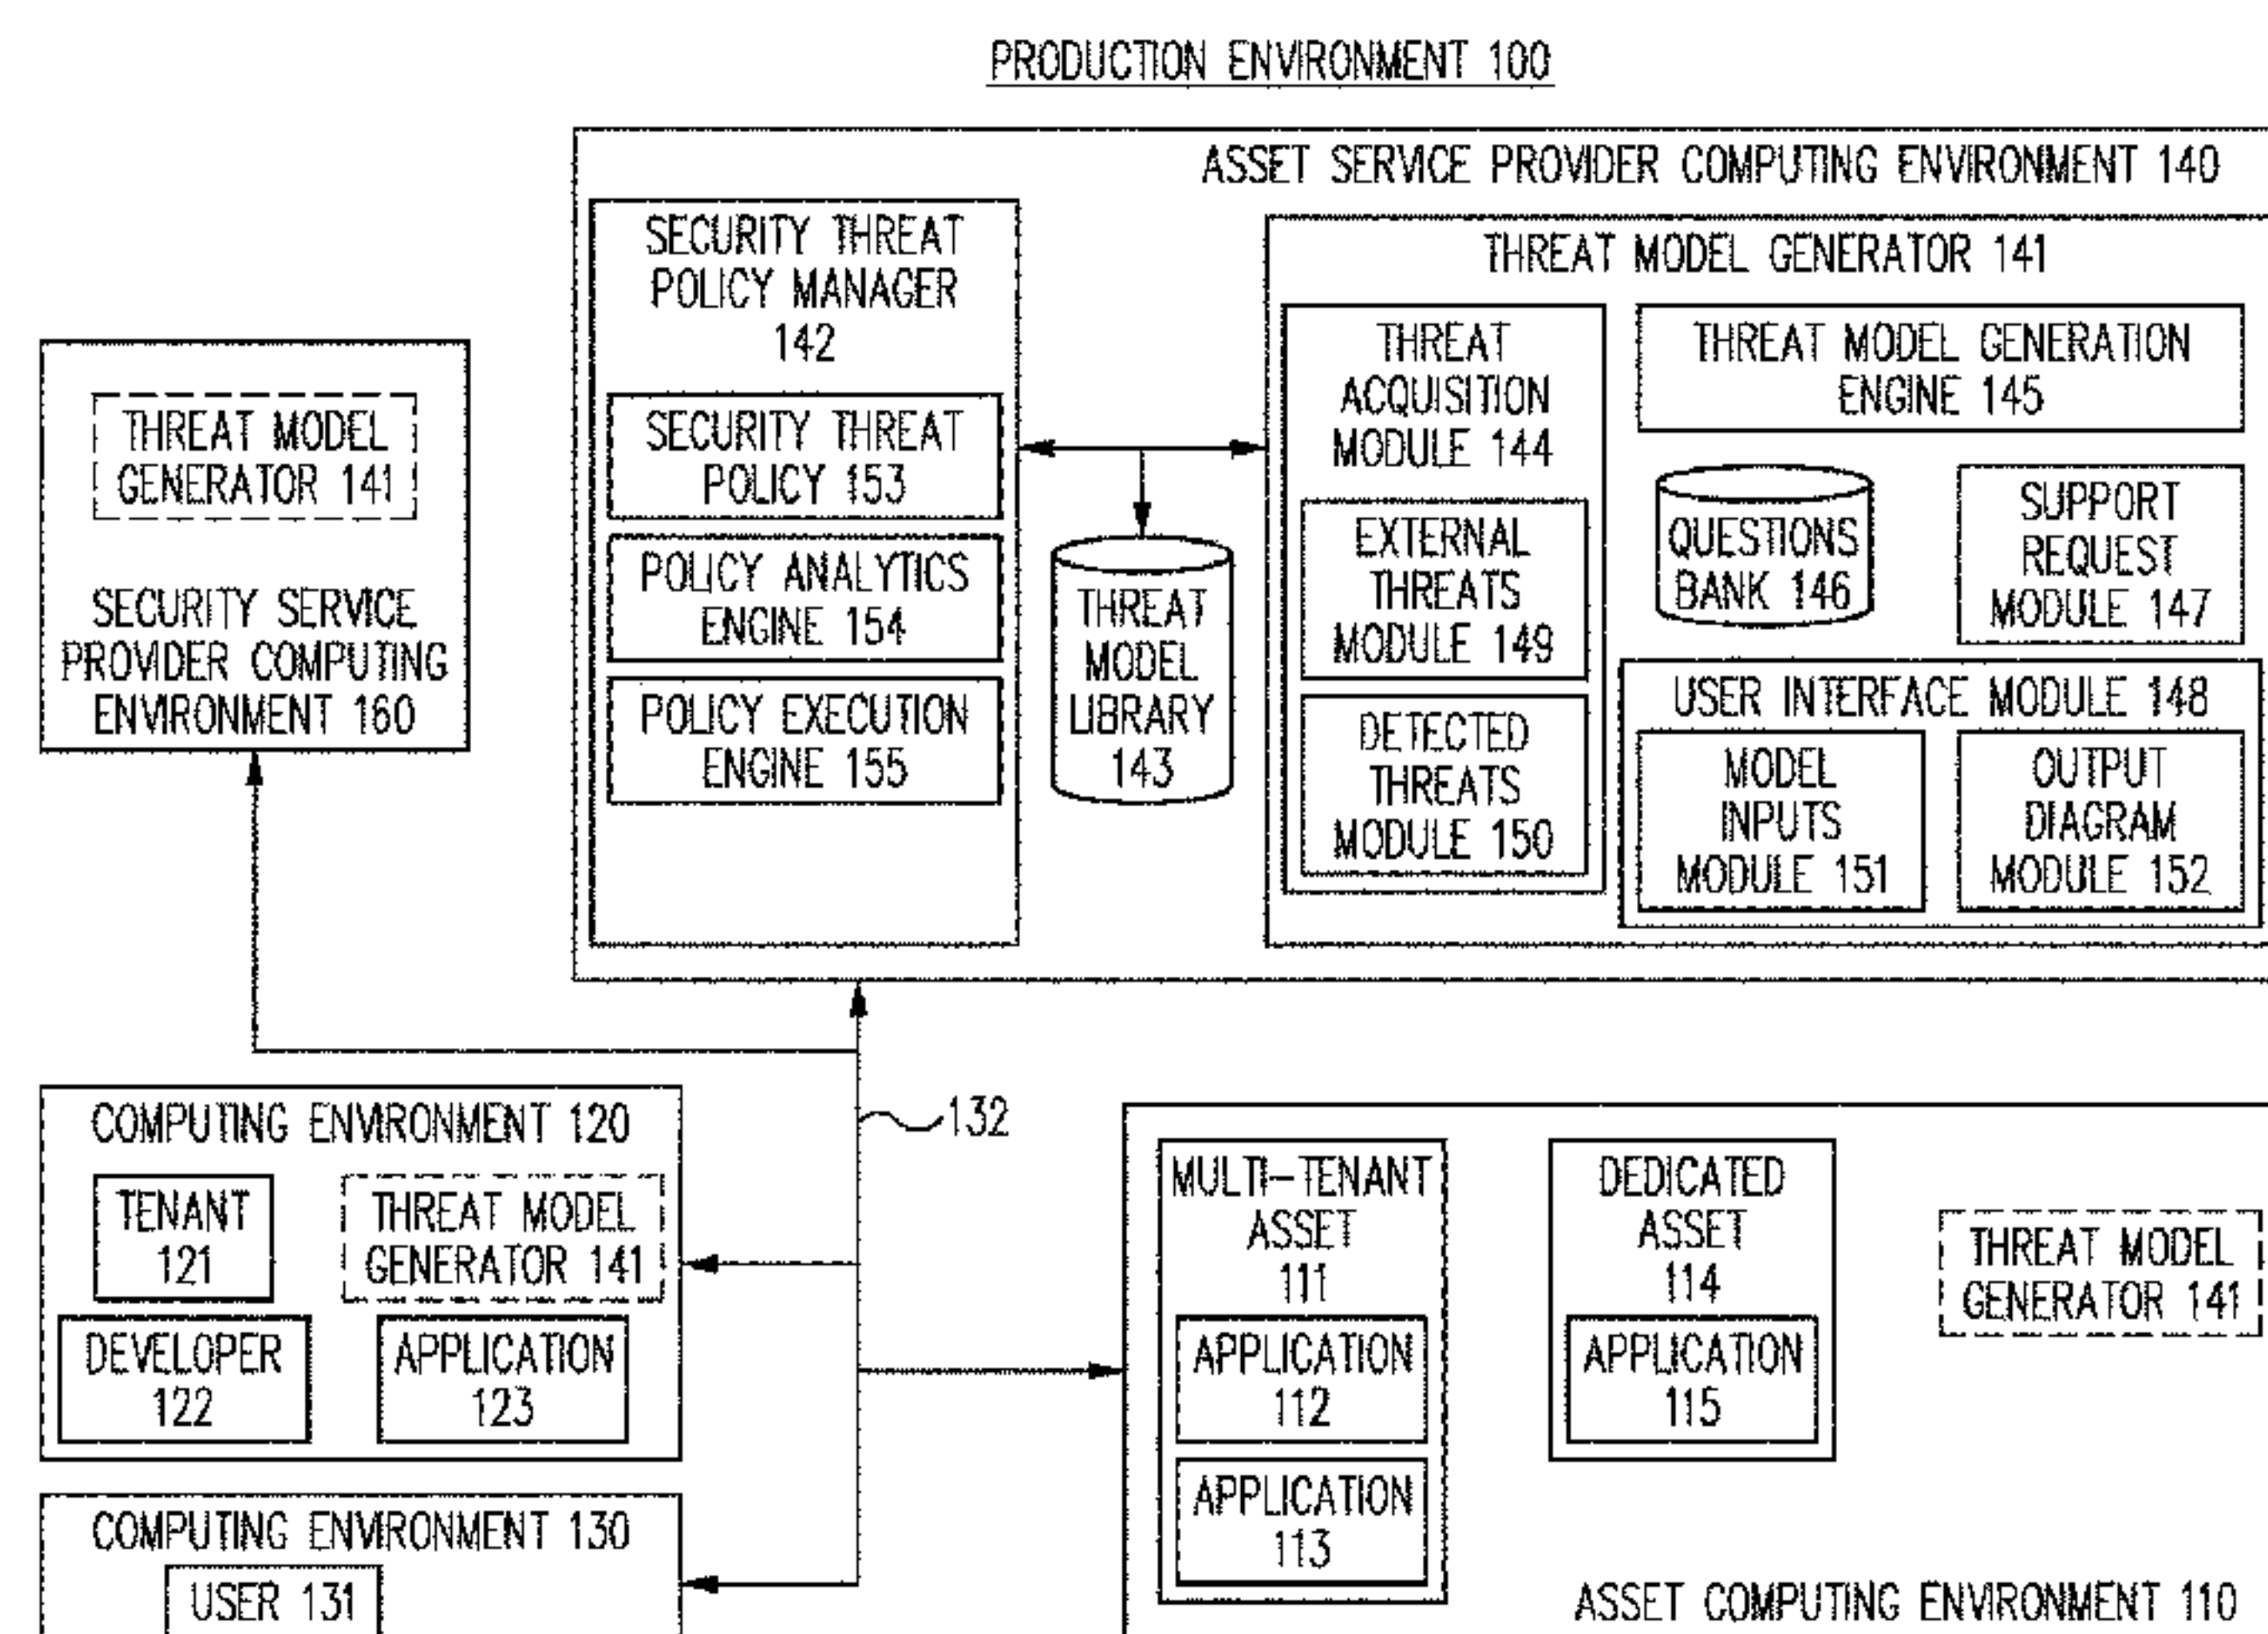 PRODUCTION ENVIRONMENT 100
ASSET SERVICE PROVIDER COMPUTING ENVIRONMENT 140
SECURITY THREAT
POLICY MANAGER
142
SECURITY THREAT
POLICY 153
POLICY ANALYTICS
ENGINE 154
POLICY EXECUTION
ENGINE 155
THREAT
MODEL
LIBRARY
143
THREAT MODEL GENERATOR 141
THREAT
ACQUISITION
MODULE 144
EXTERNAL
THREATS
MODULE 149
DETECTED
THREATS
MODULE 150
THREAT MODEL GENERATION
ENGINE 145
QUESTIONS
BANK 146
SUPPORT
REQUEST
MODULE 147
USER INTERFACE MODULE 148
MODEL
INPUTS
MODULE 151
OUTPUT
DIAGRAM
MODULE 152
THREAT MODEL
GENERATOR 141
SECURITY SERVICE
PROVIDER COMPUTING
ENVIRONMENT 160
132
COMPUTING ENVIRONMENT 120
TENANT
121
THREAT MODEL
GENERATOR 141
DEVELOPER
122
APPLICATION
123
COMPUTING ENVIRONMENT 130
USER 131
MULTI-TENANT
ASSET
111
APPLICATION
112
APPLICATION
113
DEDICATED
ASSET
114
APPLICATION
115
THREAT MODEL
GENERATOR 141
ASSET COMPUTING ENVIRONMENT 110